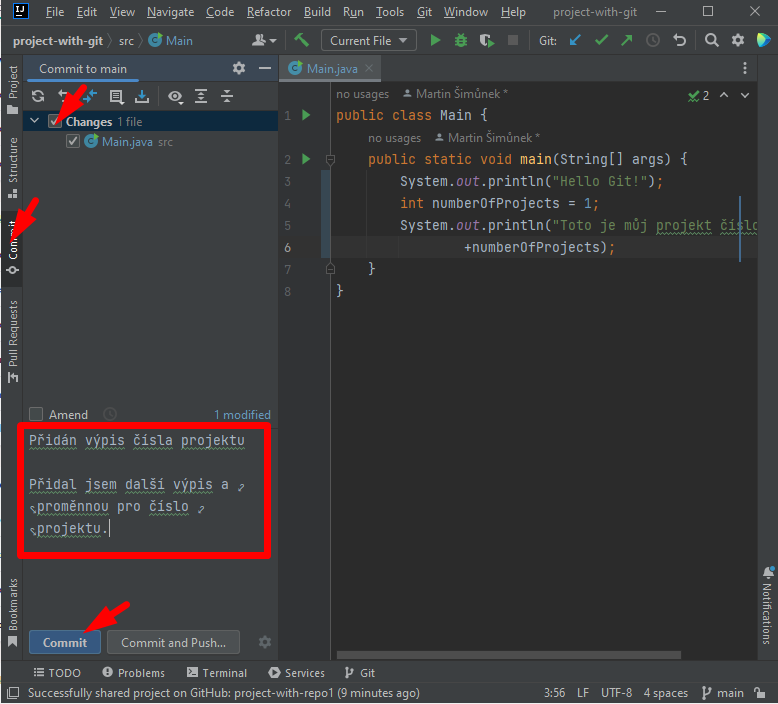 File Edit View Navigate Code Refactor Build Run Tools Git Window Help project-with-git
project-with-git src Main Current File Git:
Commit to main
Main.java
Project
Structure
Commit
Pull Requests
Bookmarks
Changes 1 file
Main.java src
Amend 1 modified
Přidán výpis čísla projektu
Přidal jsem další výpis a
proměnnou pro číslo
projektu.
Commit Commit and Push...
no usages Martin Šimůnek *
2
1 public class Main {
no usages Martin Šimůnek *
2 public static void main(String[] args) {
3 System.out.println("Hello Git!");
4 int numberOfProjects = 1;
5 System.out.println("Toto je můj projekt číslo
6 +numberOfProjects);
7 }
8 }
Notifications
TODO Problems Terminal Services Git
Successfully shared project on GitHub: project-with-repo1 (9 minutes ago) 3:56 LF UTF-8 4 spaces main